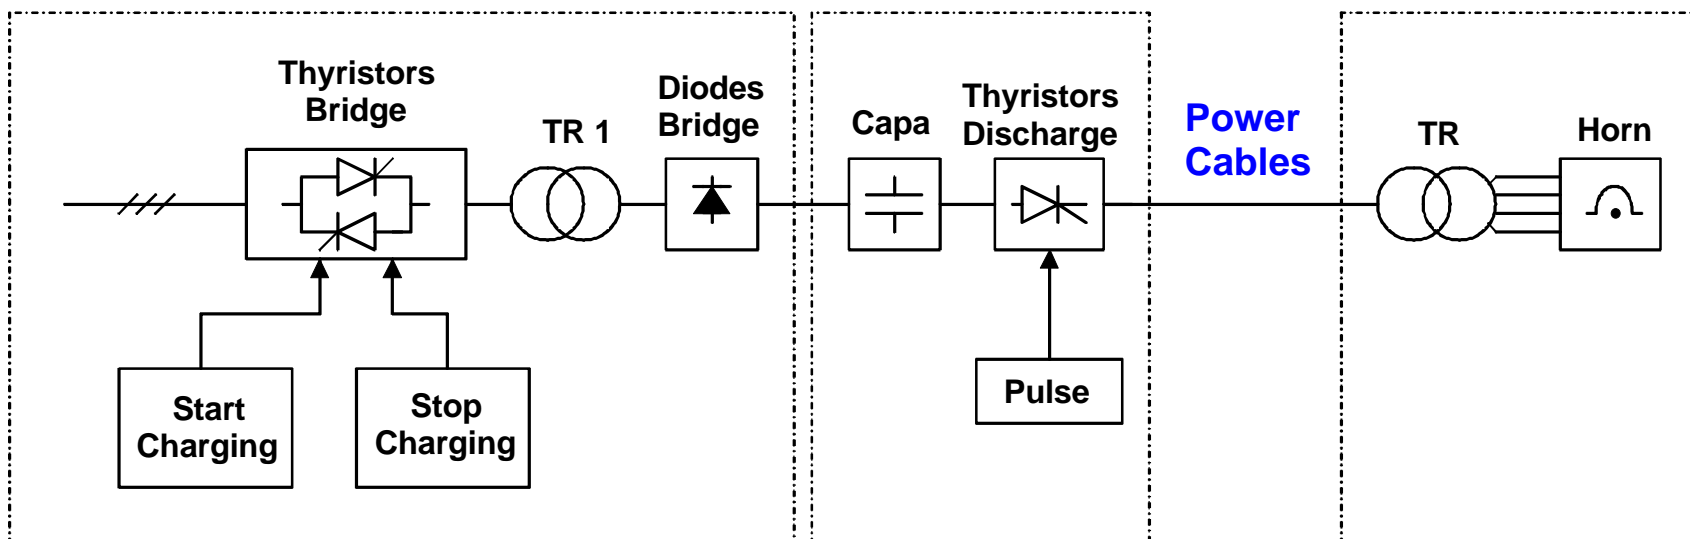 Thyristors
Bridge
TR 1
Diodes
Bridge
Capa
Thyristors
Discharge
Power
Cables
TR
Horn
Start
Charging
Stop
Charging
Pulse